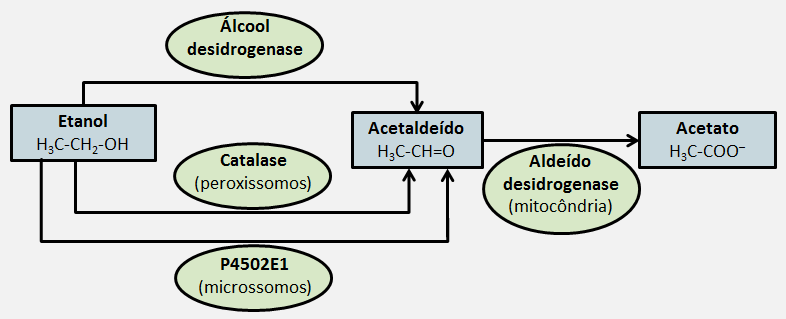 Álcool
desidrogenase
Etanol
H₃C-CH₂-OH
Acetaldeído
H₃C-CH=O
Acetato
H₃C-COO⁻
Catalase
(peroxissomos)
Aldeído
desidrogenase
(mitocôndria)
P4502E1
(microssomos)